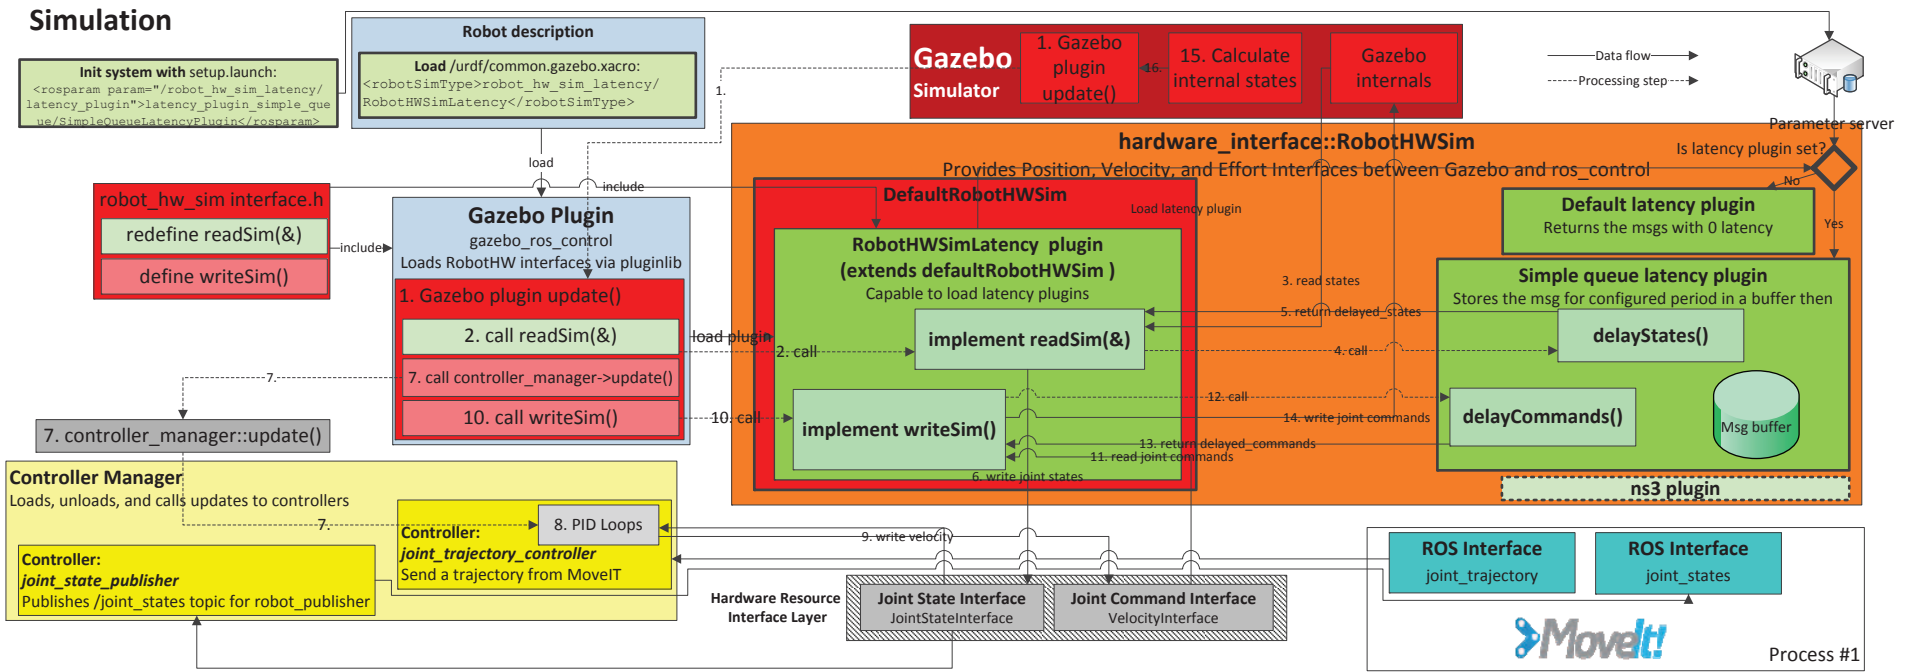 Simulation
Init system with setup.launch:
<rosparam param="/robot_hw_sim_latency/
latency_plugin">latency_plugin_simple_que
ue/SimpleQueueLatencyPlugin</rosparam>
Robot description
Load /urdf/common.gazebo.xacro:
<robotSimType>robot_hw_sim_latency/
RobotHWSimLatency</robotSimType>
1.
Gazebo
Simulator
1. Gazebo
plugin
update()
16.
15. Calculate
internal states
Gazebo
internals
Data flow
Processing step
Parameter server
Is latency plugin set?
No
Yes
load
include
include
robot_hw_sim interface.h
redefine readSim(&)
define writeSim()
Gazebo Plugin
gazebo_ros_control
Loads RobotHW interfaces via pluginlib
1. Gazebo plugin update()
2. call readSim(&)
7. call controller_manager->update()
10. call writeSim()
load plugin
2. call
10. call
7.
7. controller_manager::update()
hardware_interface::RobotHWSim
Provides Position, Velocity, and Effort Interfaces between Gazebo and ros_control
DefaultRobotHWSim
Load latency plugin
RobotHWSimLatency plugin
(extends defaultRobotHWSim )
Capable to load latency plugins
implement readSim(&)
implement writeSim()
3. read states
5. return delayed_states
4. call
12. call
14. write joint commands
13. return delayed_commands
11. read joint commands
6. write joint states
Default latency plugin
Returns the msgs with 0 latency
Simple queue latency plugin
Stores the msg for configured period in a buffer then
delayStates()
delayCommands()
Msg buffer
ns3 plugin
Controller Manager
Loads, unloads, and calls updates to controllers
7.
8. PID Loops
Controller:
joint_trajectory_controller
Send a trajectory from MoveIT
Controller:
joint_state_publisher
Publishes /joint_states topic for robot_publisher
9. write velocity
Hardware Resource
Interface Layer
Joint State Interface
JointStateInterface
Joint Command Interface
VelocityInterface
ROS Interface
joint_trajectory
ROS Interface
joint_states
MoveIt!
Process #1